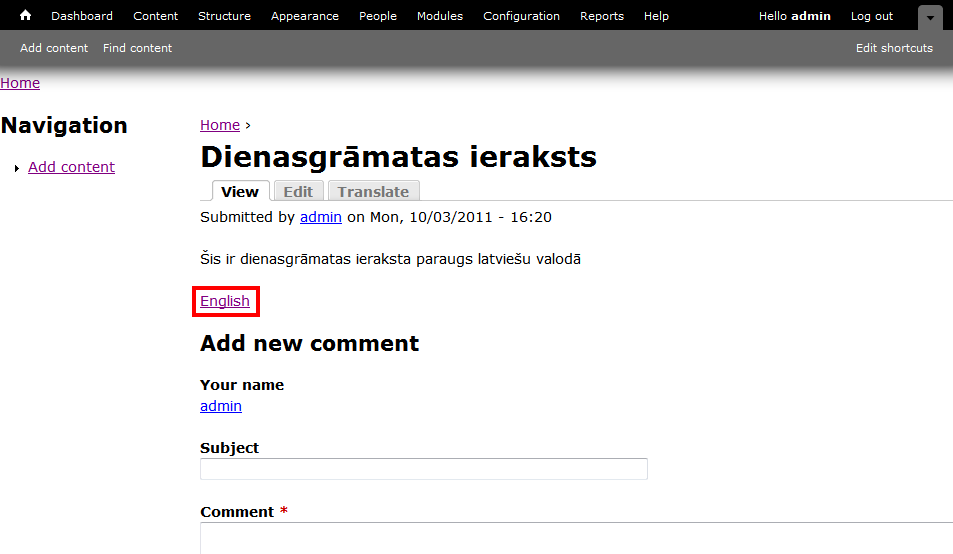 Dashboard Content Structure Appearance People Modules Configuration Reports Help Hello admin Log out
Add content Find content Edit shortcuts
Home
Navigation
Add content
Home ›
Dienasgrāmatas ieraksts
View Edit Translate
Submitted by admin on Mon, 10/03/2011 - 16:20
Šis ir dienasgrāmatas ieraksta paraugs latviešu valodā
English
Add new comment
Your name
admin
Subject
Comment *